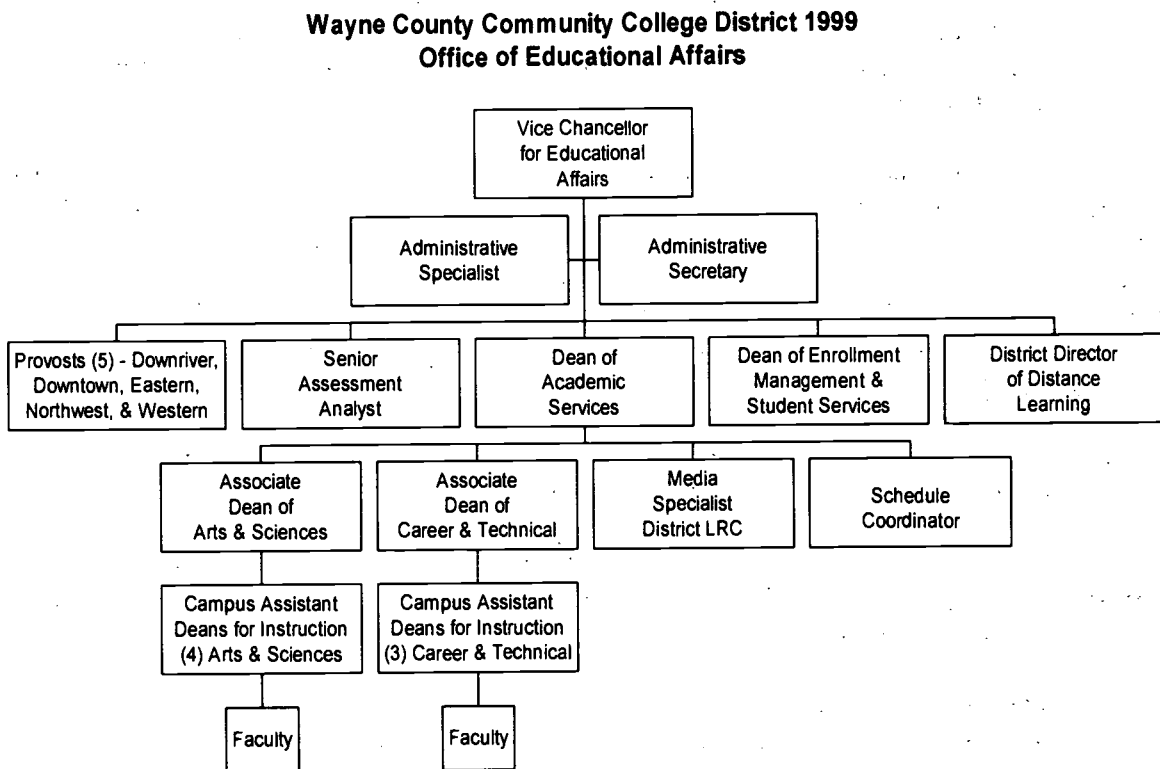 Wayne County Community College District 1999
Office of Educational Affairs
Vice Chancellor
for Educational
Affairs
Administrative
Specialist
Administrative
Secretary
Provosts (5) - Downriver,
Downtown, Eastern,
Northwest, & Western
Senior
Assessment
Analyst
Dean of
Academic
Services
Dean of Enrollment
Management &
Student Services
District Director
of Distance
Learning
Associate
Dean of
Arts & Sciences
Associate
Dean of
Career & Technical
Media
Specialist
District LRC
Schedule
Coordinator
Campus Assistant
Deans for Instruction
(4) Arts & Sciences
Campus Assistant
Deans for Instruction
(3) Career & Technical
Faculty
Faculty